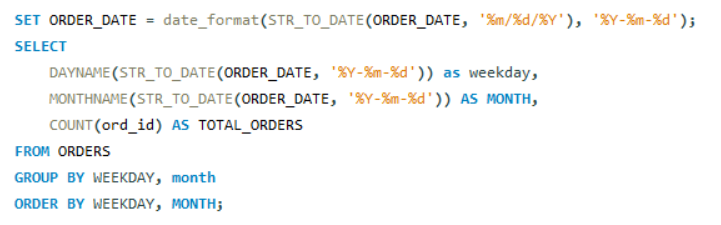 SET ORDER_DATE = date_format(STR_TO_DATE(ORDER_DATE, '%m/%d/%Y'), '%Y-%m-%d');
SELECT
    DAYNAME(STR_TO_DATE(ORDER_DATE, '%Y-%m-%d')) as weekday,
    MONTHNAME(STR_TO_DATE(ORDER_DATE, '%Y-%m-%d')) AS MONTH,
    COUNT(ord_id) AS TOTAL_ORDERS
FROM ORDERS
GROUP BY WEEKDAY, month
ORDER BY WEEKDAY, MONTH;